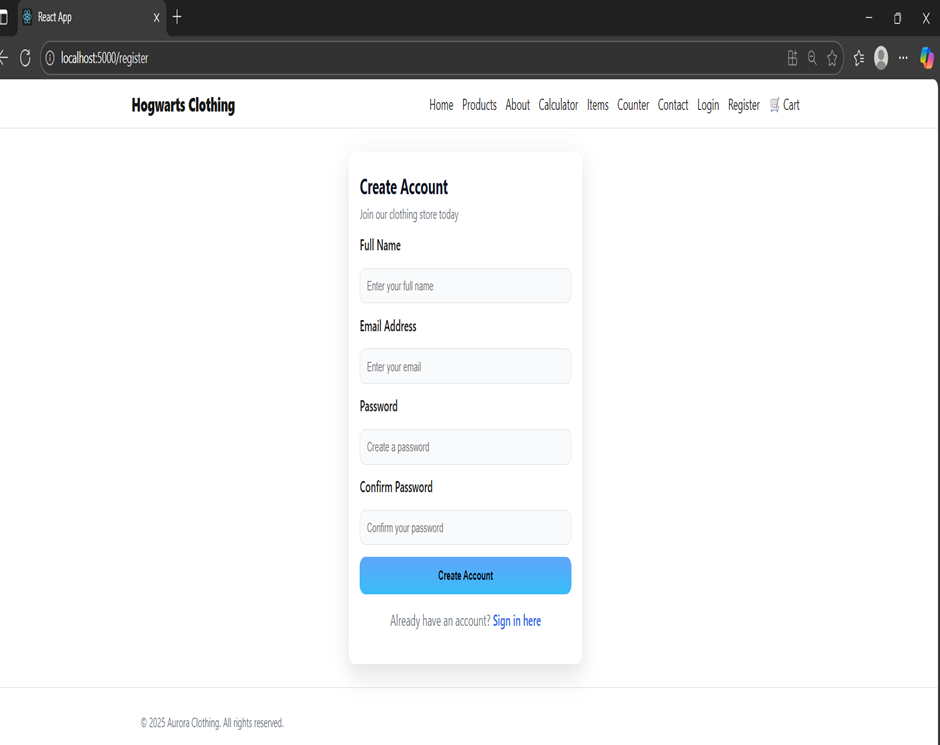 React App
localhost:5000/register
Hogwarts Clothing
Home Products About Calculator Items Counter Contact Login Register 🛒 Cart
Create Account
Join our clothing store today
Full Name
Enter your full name
Email Address
Enter your email
Password
Create a password
Confirm Password
Confirm your password
Create Account
Already have an account? Sign in here
© 2025 Aurora Clothing. All rights reserved.